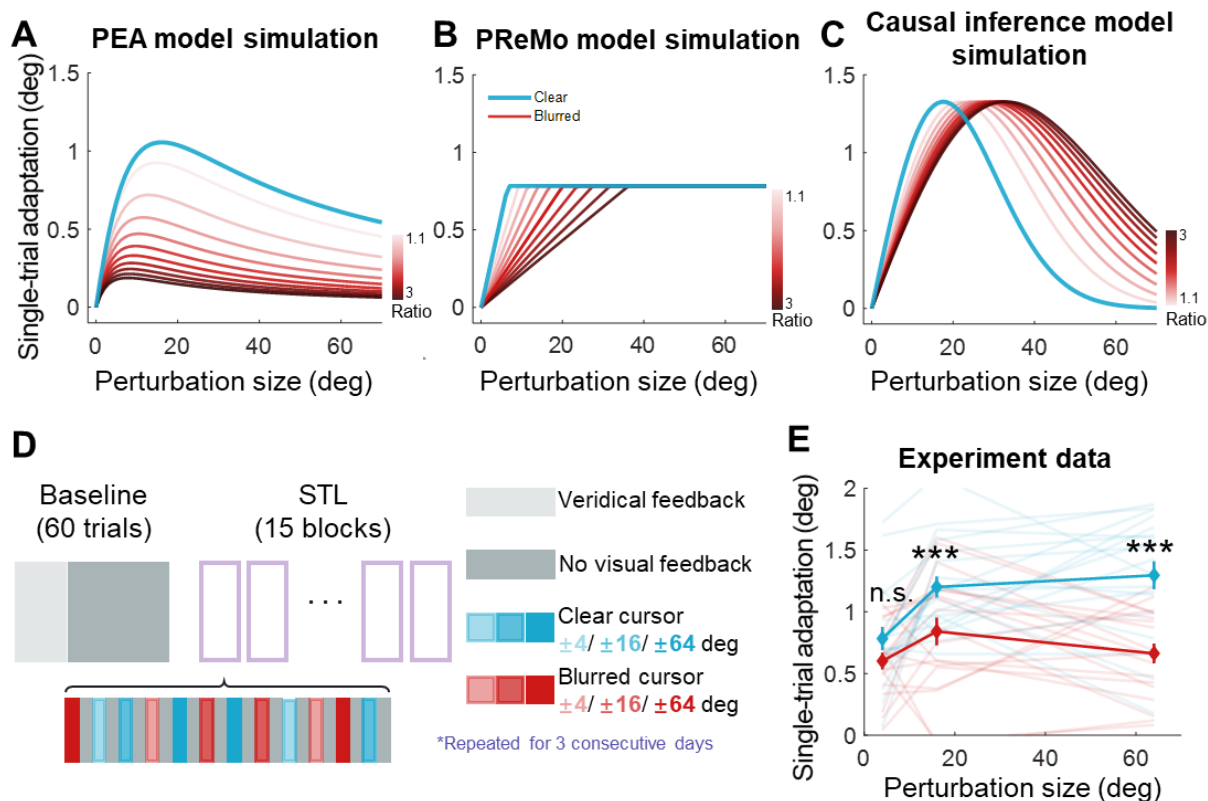 A
PEA model simulation
Single-trial adaptation (deg)
1.5
1
0.5
0
0
20
40
60
Perturbation size (deg)
1.1
3
Ratio
B
PReMo model simulation
1.5
1
0.5
0
Clear
Blurred
0
20
40
60
Perturbation size (deg)
1.1
3
Ratio
C
Causal inference model
simulation
1.5
1
0.5
0
0
20
40
60
Perturbation size (deg)
3
1.1
Ratio
D
Baseline
(60 trials)
STL
(15 blocks)
. . .
Veridical feedback
No visual feedback
Clear cursor
±4/ ±16/ ±64 deg
Blurred cursor
±4/ ±16/ ±64 deg
*Repeated for 3 consecutive days
E
Experiment data
Single-trial adaptation (deg)
2
1.5
1
0.5
0
n.s.
***
***
0
20
40
60
Perturbation size (deg)